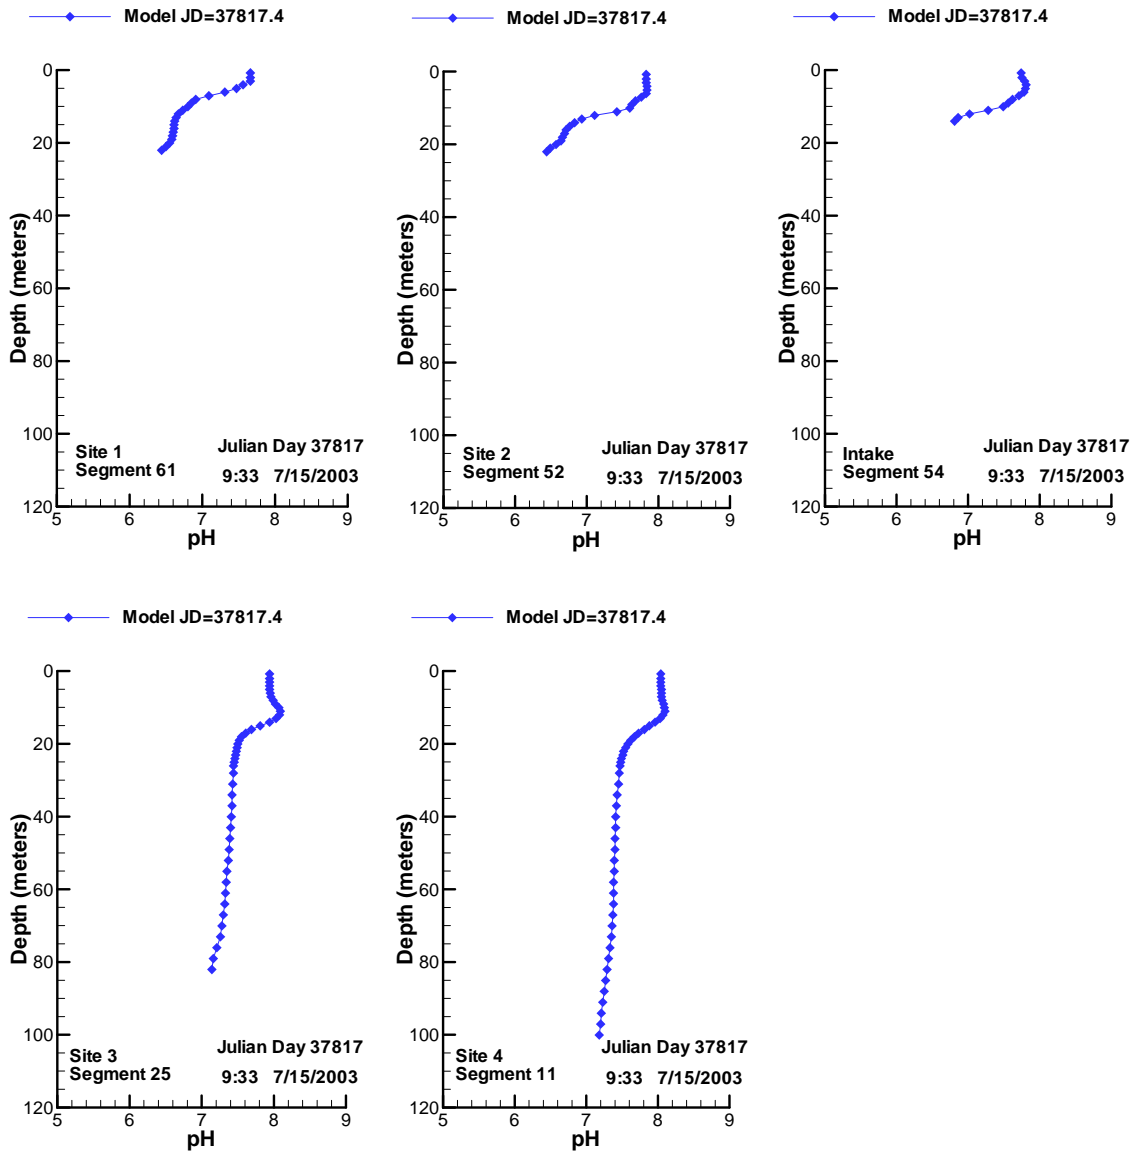 Model JD=37817.4
0
20
40
60
80
100
120
5
6
7
8
9
Depth (meters)
pH
Site 1
Segment 61
Julian Day 37817
9:33 7/15/2003
Model JD=37817.4
0
20
40
60
80
100
120
5
6
7
8
9
Depth (meters)
pH
Site 2
Segment 52
Julian Day 37817
9:33 7/15/2003
Model JD=37817.4
0
20
40
60
80
100
120
5
6
7
8
9
Depth (meters)
pH
Intake
Segment 54
Julian Day 37817
9:33 7/15/2003
Model JD=37817.4
0
20
40
60
80
100
120
5
6
7
8
9
Depth (meters)
pH
Site 3
Segment 25
Julian Day 37817
9:33 7/15/2003
Model JD=37817.4
0
20
40
60
80
100
120
5
6
7
8
9
Depth (meters)
pH
Site 4
Segment 11
Julian Day 37817
9:33 7/15/2003